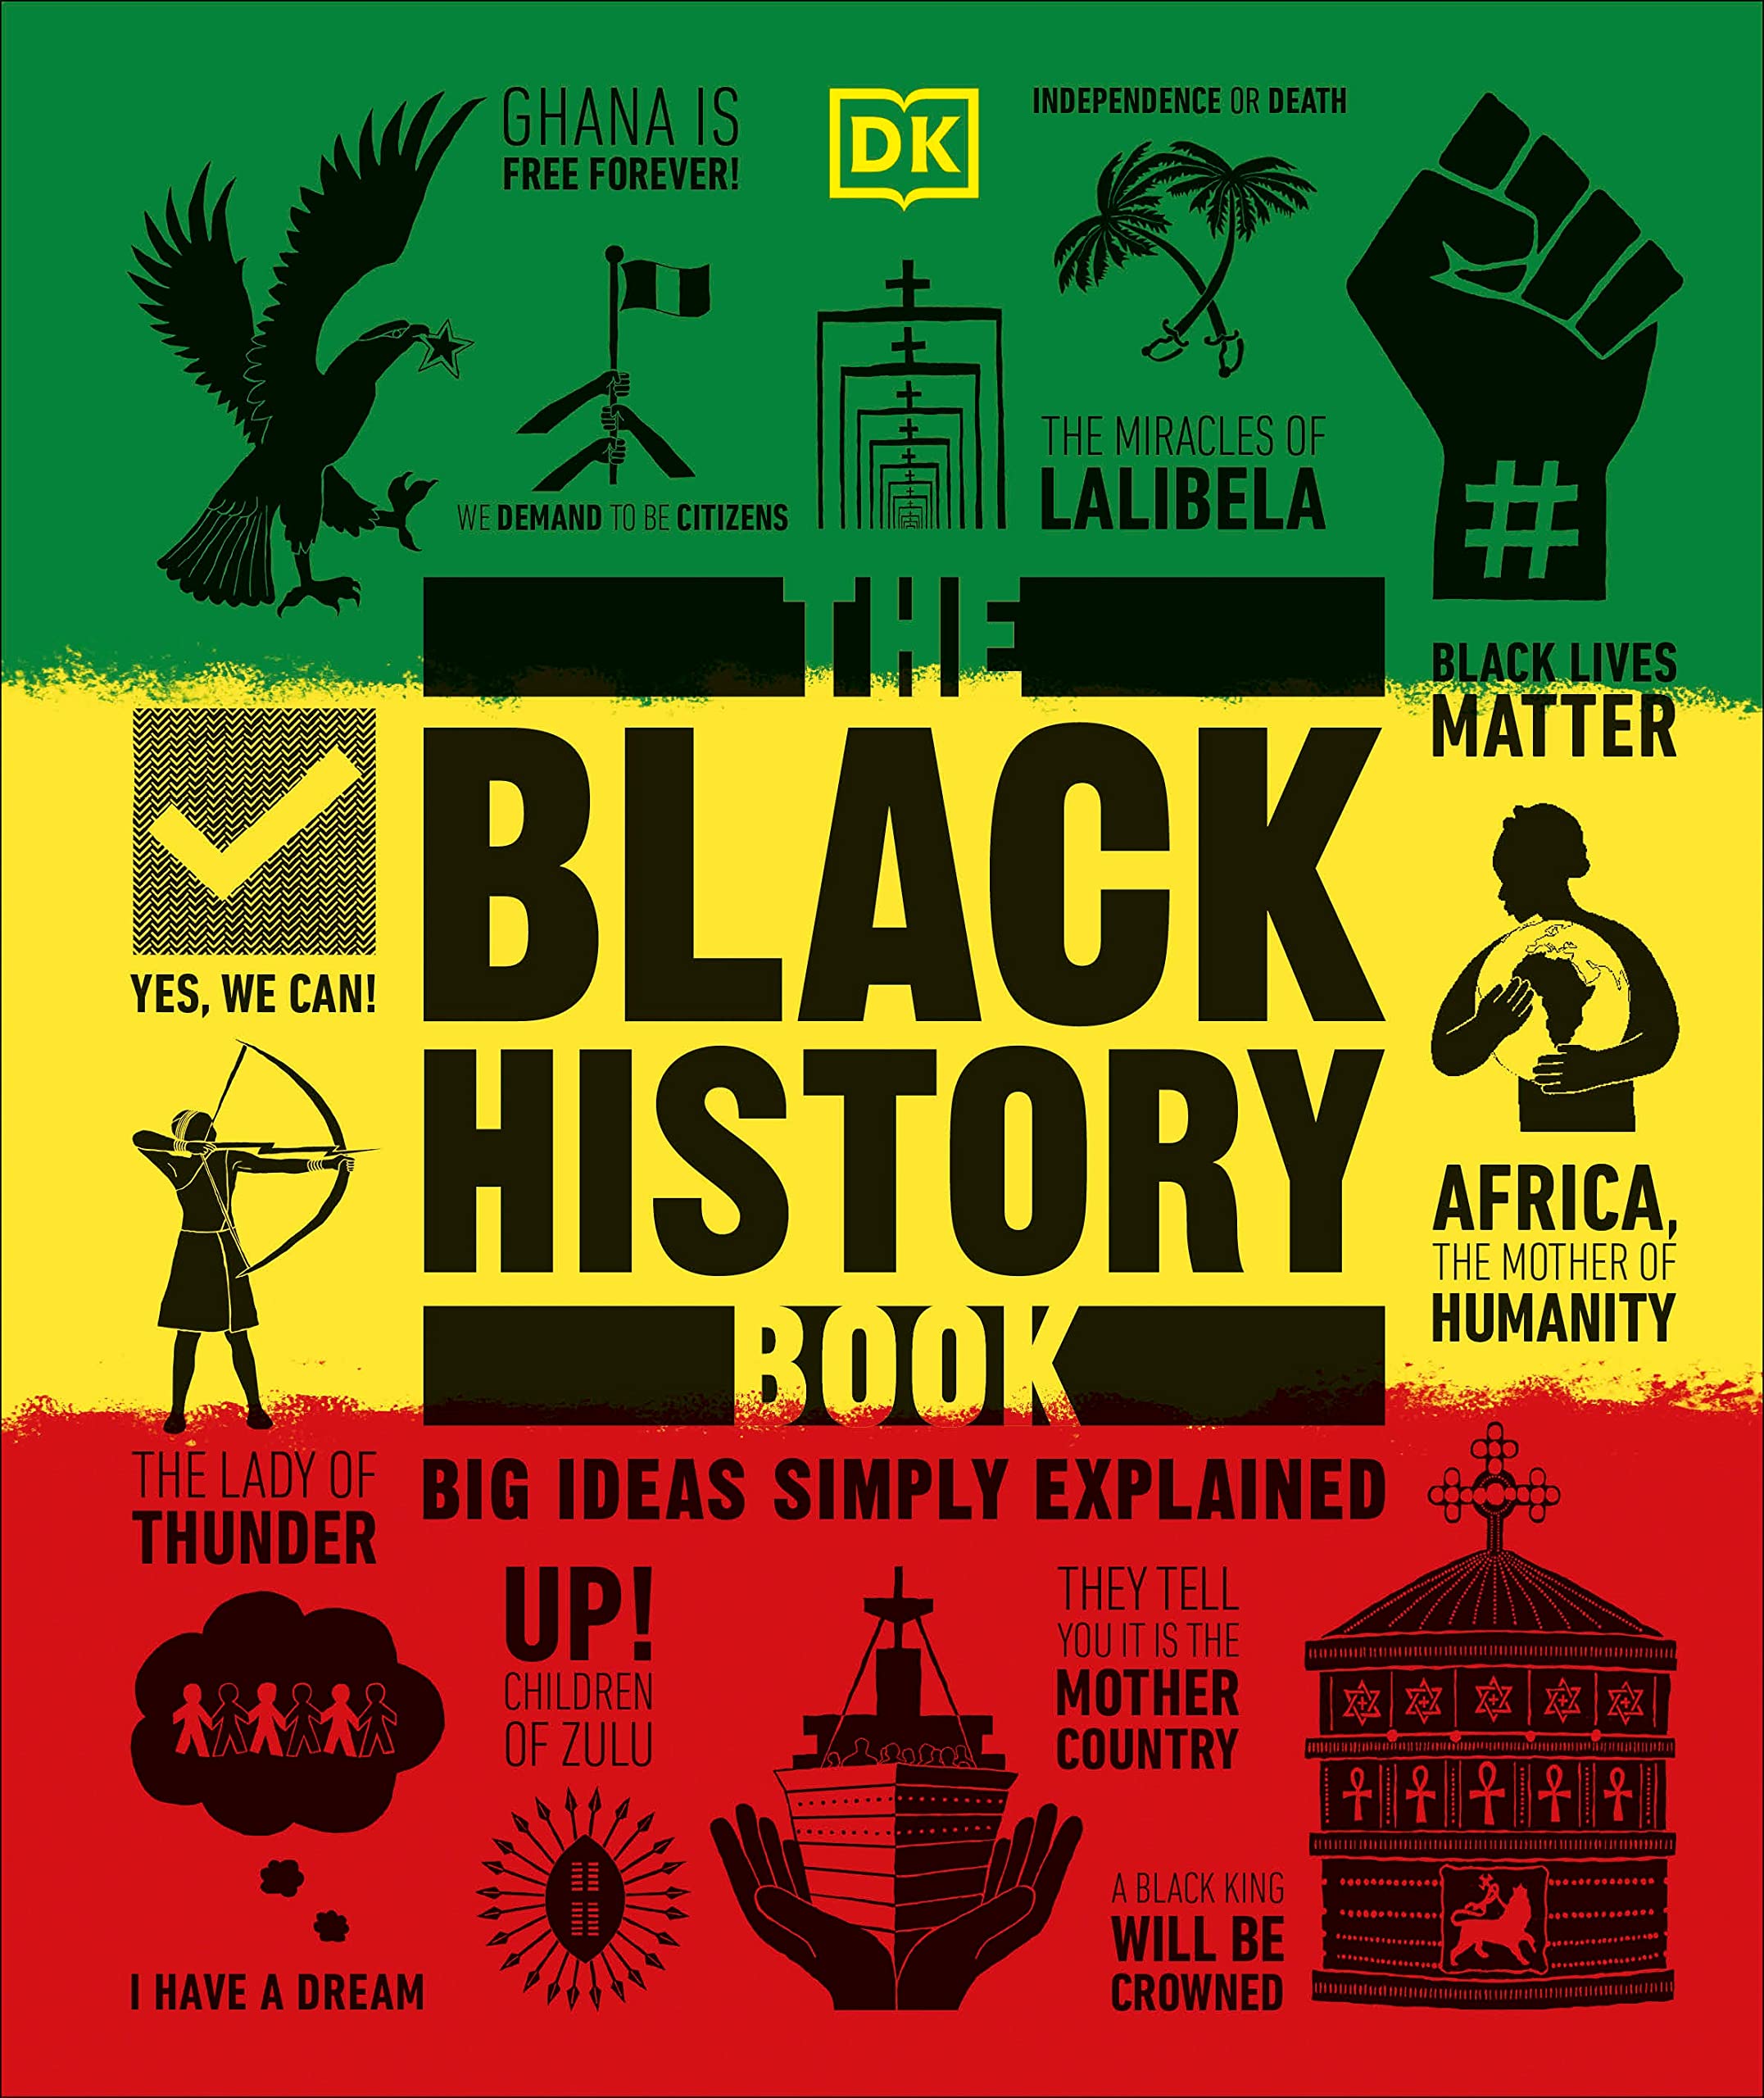 GHANA IS
FREE FOREVER!
DK
INDEPENDENCE OR DEATH
WE DEMAND TO BE CITIZENS
THE MIRACLES OF
LALIBELA
#
BLACK LIVES
MATTER
THE
BLACK
HISTORY
BOOK
BIG IDEAS SIMPLY EXPLAINED
YES, WE CAN!
AFRICA,
THE MOTHER OF
HUMANITY
THE LADY OF
THUNDER
UP!
CHILDREN
OF ZULU
THEY TELL
YOU IT IS THE
MOTHER
COUNTRY
I HAVE A DREAM
A BLACK KING
WILL BE
CROWNED